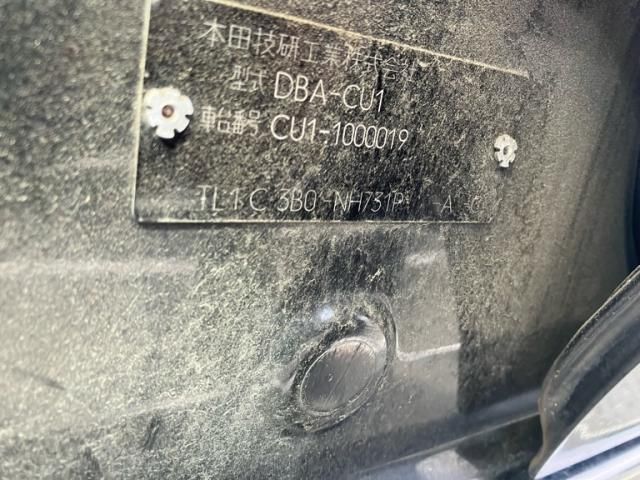 本田技研工業株式会社
型式 DBA-CU1
車台番号 CU1-1000019
TL1C 3B0 NH731P A